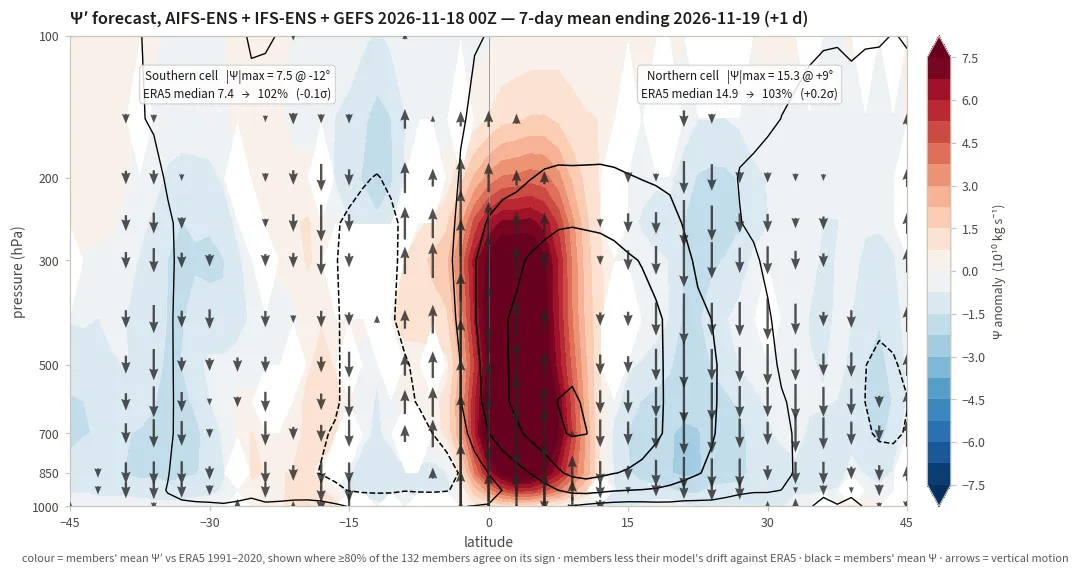 Ψ′ forecast, AIFS-ENS + IFS-ENS + GEFS 2026-11-18 00Z — 7-day mean ending 2026-11-19 (+1 d)
Southern cell |Ψ|max = 7.5 @ -12°
ERA5 median 7.4 → 102% (-0.1σ)
Northern cell |Ψ|max = 15.3 @ +9°
ERA5 median 14.9 → 103% (+0.2σ)
pressure (hPa)
100
200
300
500
700
850
1000
−45
−30
−15
0
15
30
45
latitude
7.5
6.0
4.5
3.0
1.5
0.0
−1.5
−3.0
−4.5
−6.0
−7.5
Ψ anomaly (10¹⁰ kg s⁻¹)
colour = members' mean Ψ′ vs ERA5 1991–2020, shown where ≥80% of the 132 members agree on its sign · members less their model's drift against ERA5 · black = members' mean Ψ · arrows = vertical motion